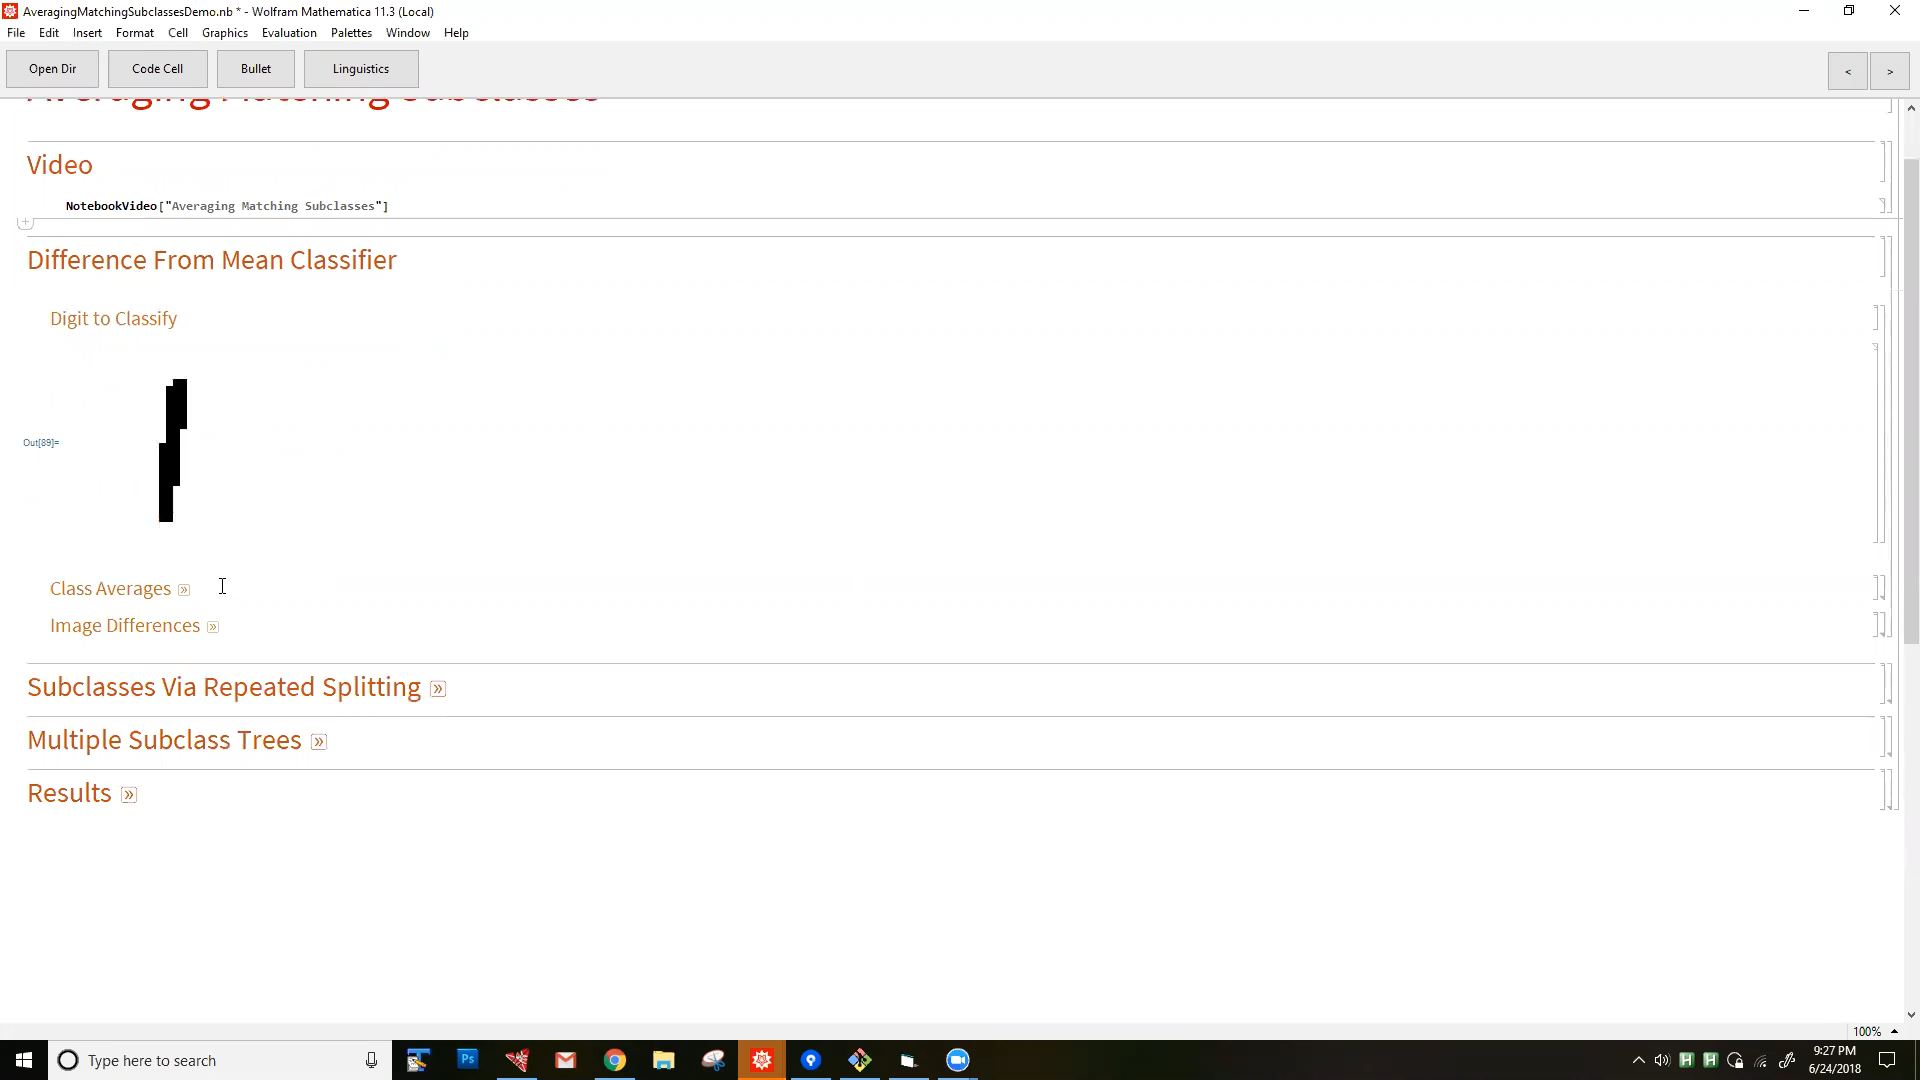 AveragingMatchingSubclassesDemo.nb * - Wolfram Mathematica 11.3 (Local)
File Edit Insert Format Cell Graphics Evaluation Palettes Window Help
Open Dir Code Cell Bullet Linguistics < >
Averaging Matching Subclasses
Video
NotebookVideo["Averaging Matching Subclasses"]
Difference From Mean Classifier
Digit to Classify
Out[89]=
Class Averages »
Image Differences »
Subclasses Via Repeated Splitting »
Multiple Subclass Trees »
Results »
100%
Type here to search
9:27 PM
6/24/2018